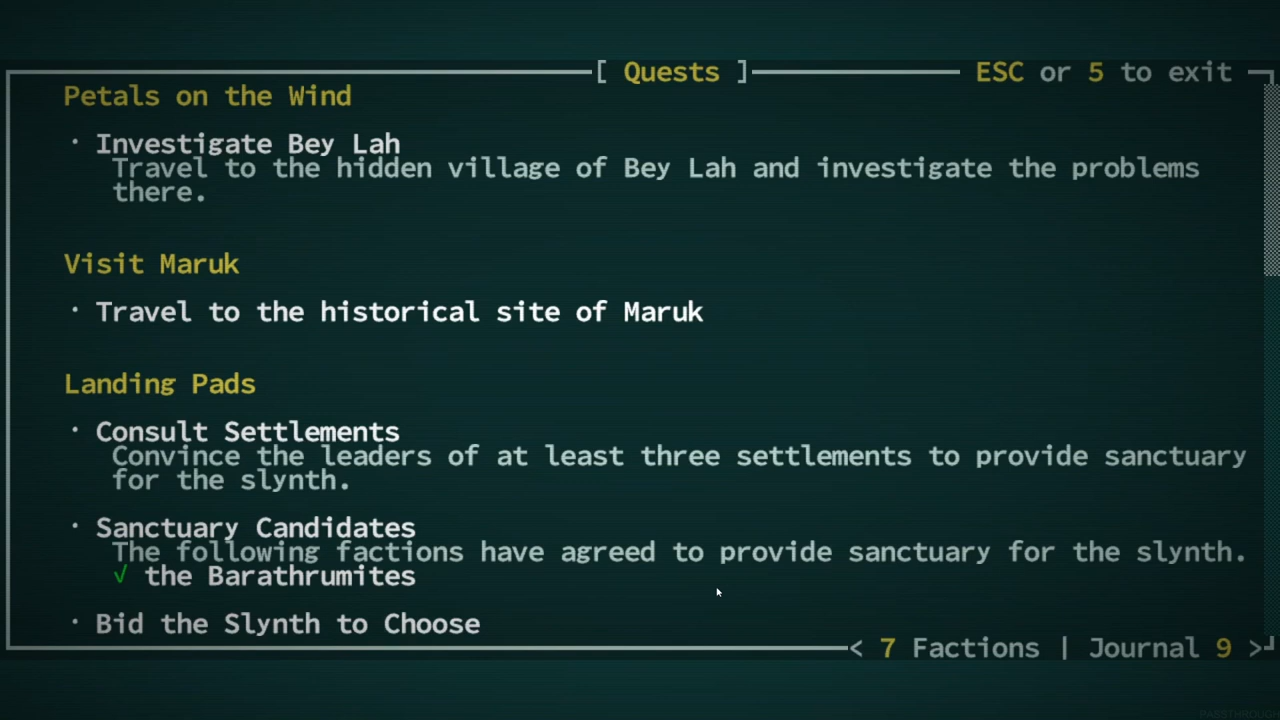 [ Quests ] ESC or 5 to exit
Petals on the Wind
· Investigate Bey Lah
Travel to the hidden village of Bey Lah and investigate the problems
there.
Visit Maruk
· Travel to the historical site of Maruk
Landing Pads
· Consult Settlements
Convince the leaders of at least three settlements to provide sanctuary
for the slynth.
· Sanctuary Candidates
The following factions have agreed to provide sanctuary for the slynth.
√ the Barathrumites
· Bid the Slynth to Choose
< 7 Factions | Journal 9 >